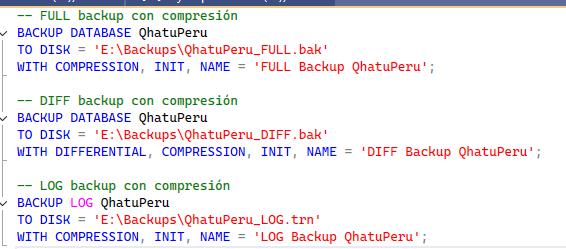 -- FULL backup con compresión
BACKUP DATABASE QhatuPeru
TO DISK = 'E:\Backups\QhatuPeru_FULL.bak'
WITH COMPRESSION, INIT, NAME = 'FULL Backup QhatuPeru';
-- DIFF backup con compresión
BACKUP DATABASE QhatuPeru
TO DISK = 'E:\Backups\QhatuPeru_DIFF.bak'
WITH DIFFERENTIAL, COMPRESSION, INIT, NAME = 'DIFF Backup QhatuPeru';
-- LOG backup con compresión
BACKUP LOG QhatuPeru
TO DISK = 'E:\Backups\QhatuPeru_LOG.trn'
WITH COMPRESSION, INIT, NAME = 'LOG Backup QhatuPeru';